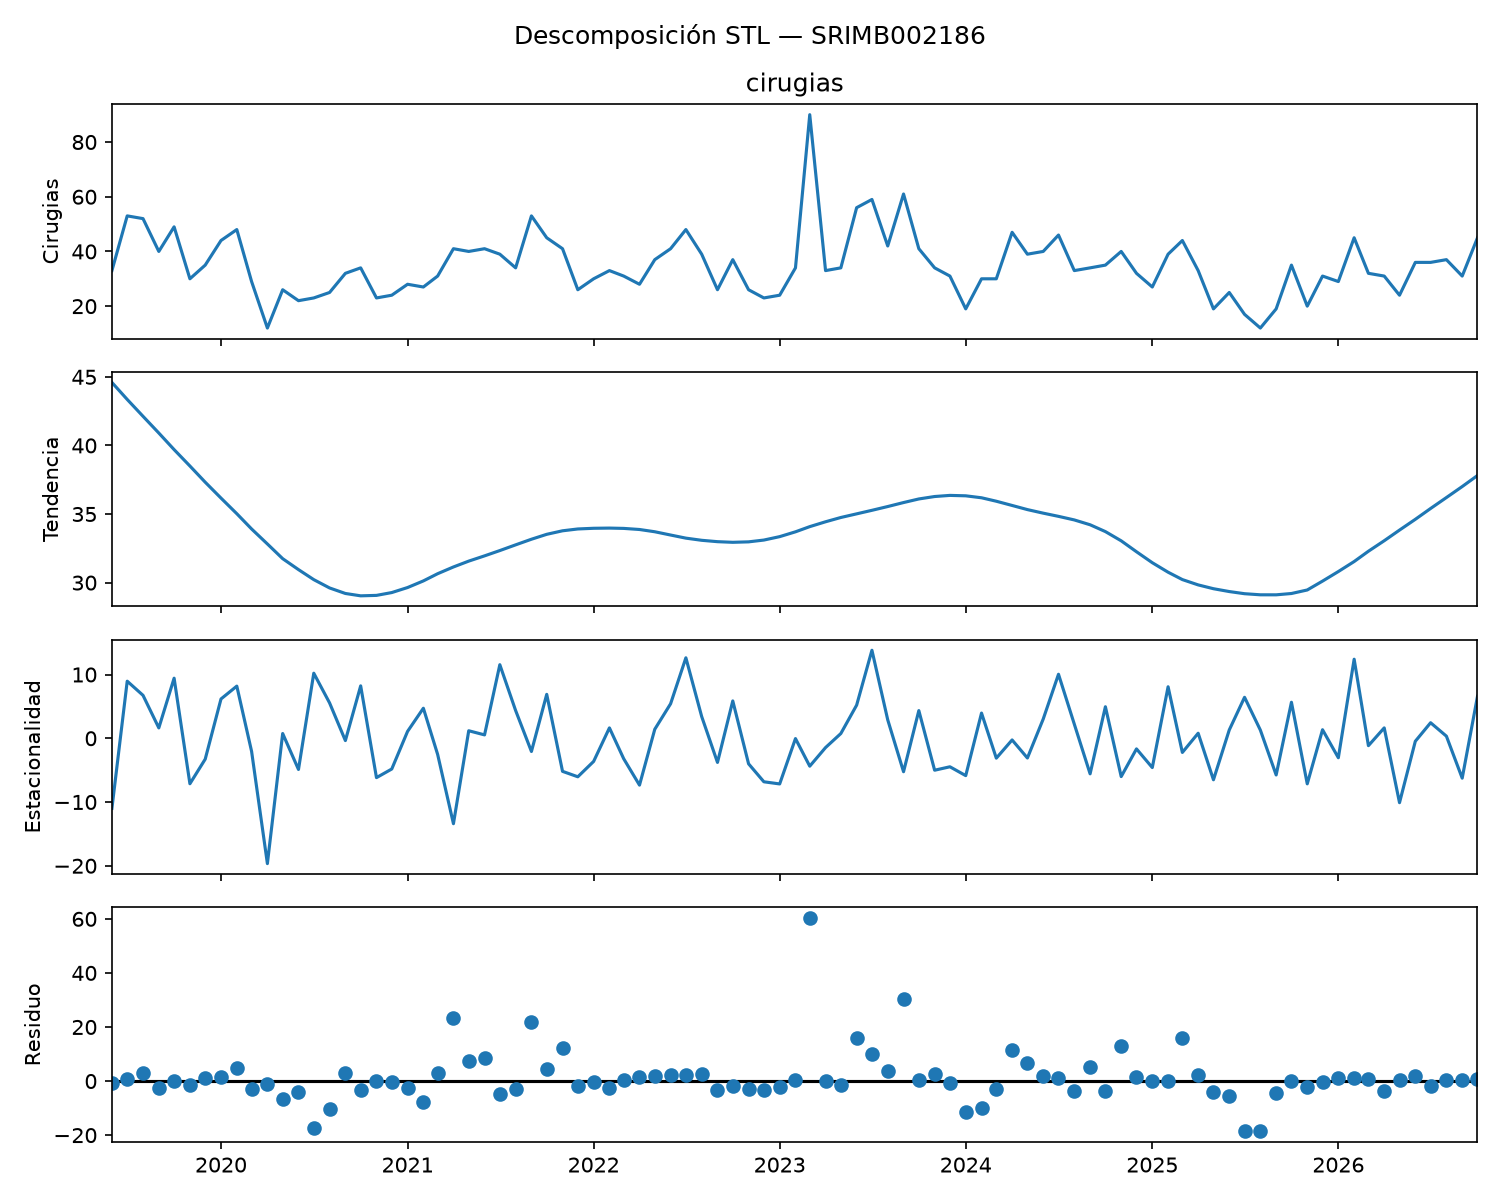 Descomposición STL — SRIMB002186
cirugias
Cirugias
80
60
40
20
Tendencia
45
40
35
30
Estacionalidad
10
0
−10
−20
Residuo
60
40
20
0
−20
2020 2021 2022 2023 2024 2025 2026